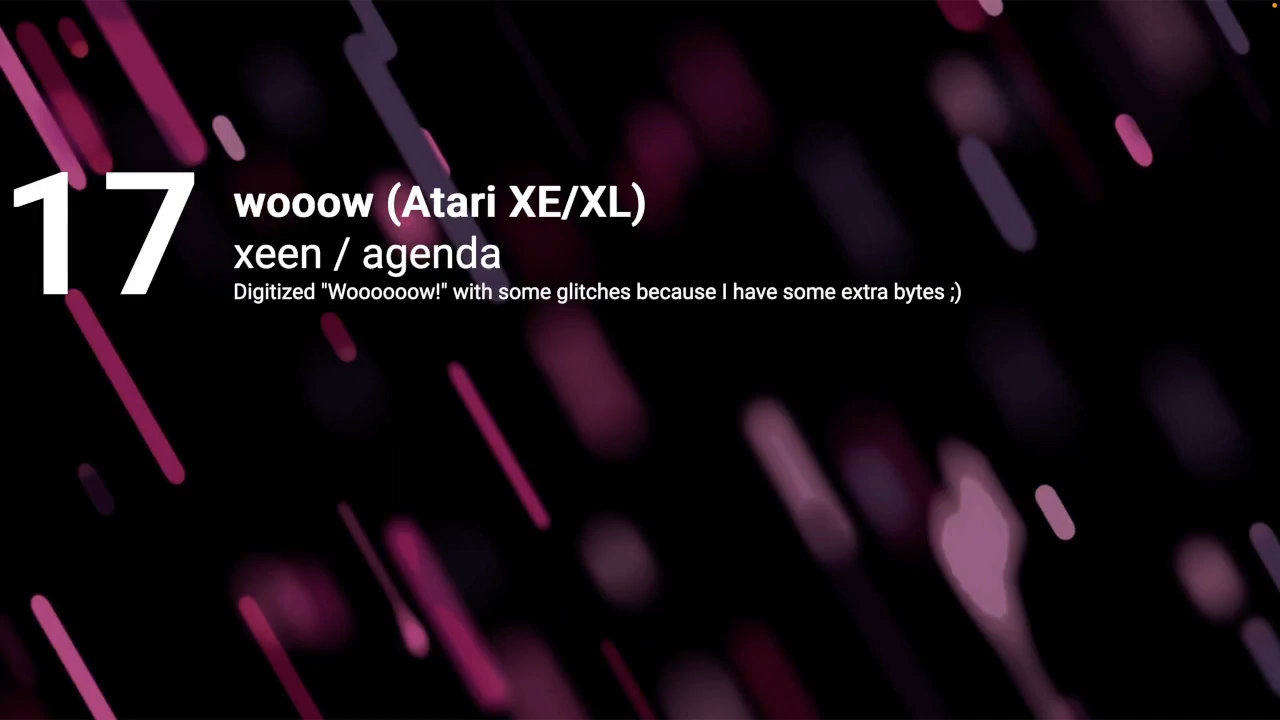 17
wooow (Atari XE/XL)
xeen / agenda
Digitized "Woooooow!" with some glitches because I have some extra bytes ;)